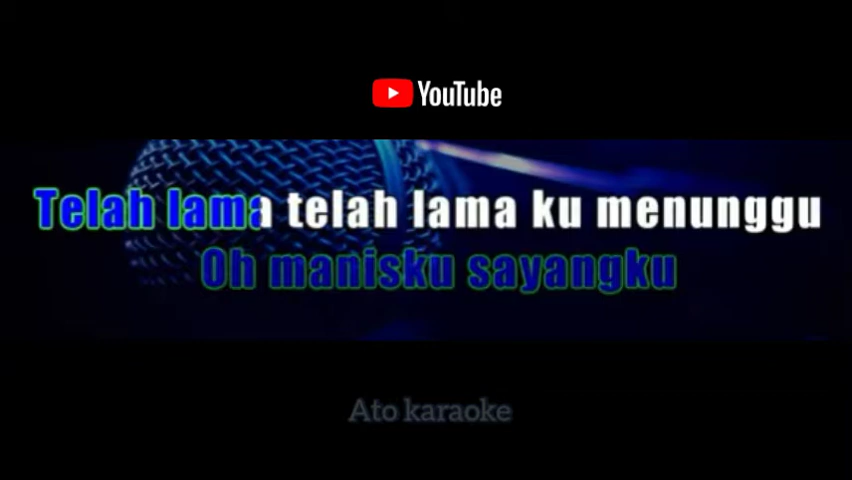 YouTube
Telah lama telah lama ku menunggu
Oh manisku sayangku
Ato karaoke